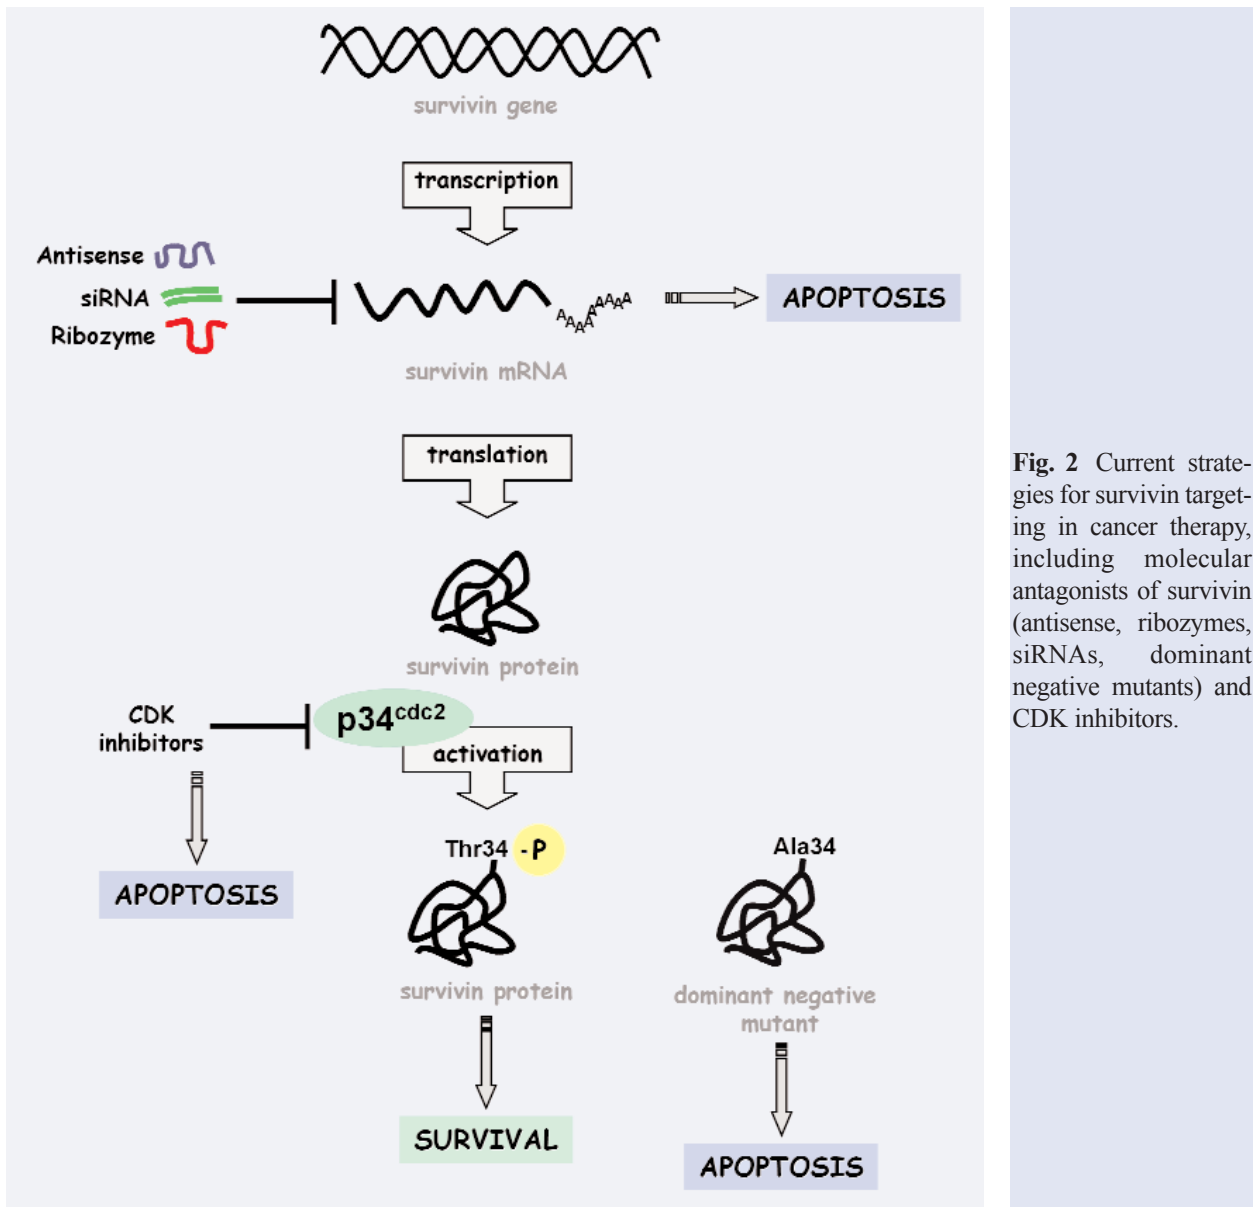 survivin gene
transcription
Antisense
siRNA
Ribozyme
AAAAAAAA
APOPTOSIS
survivin mRNA
translation
survivin protein
CDK
inhibitors
p34cdc2
activation
APOPTOSIS
Thr34 -P
survivin protein
SURVIVAL
Ala34
dominant negative
mutant
APOPTOSIS
Fig. 2 Current strate-
gies for survivin target-
ing in cancer therapy,
including molecular
antagonists of survivin
(antisense, ribozymes,
siRNAs, dominant
negative mutants) and
CDK inhibitors.